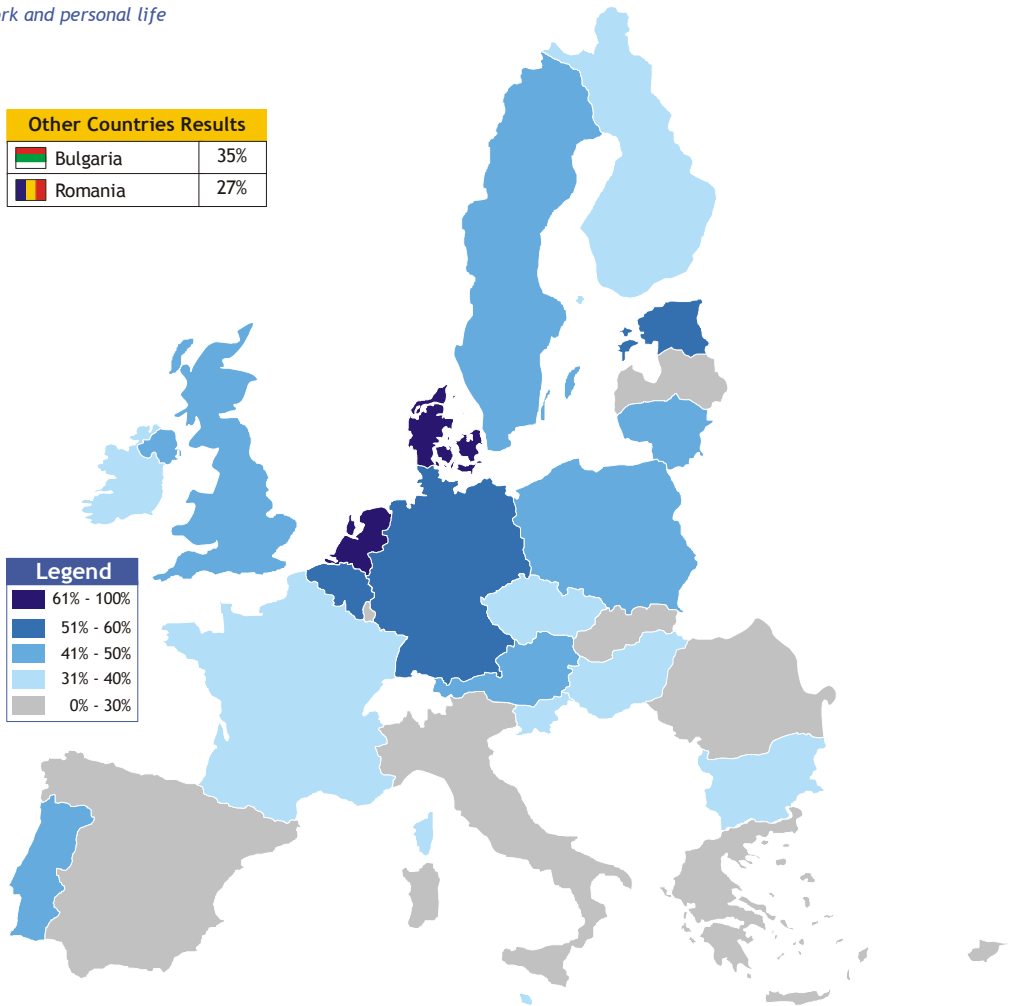 and personal life
Other Countries Results
Bulgaria 35%
Romania 27%
Legend
61% - 100%
51% - 60%
41% - 50%
31% - 40%
0% - 30%